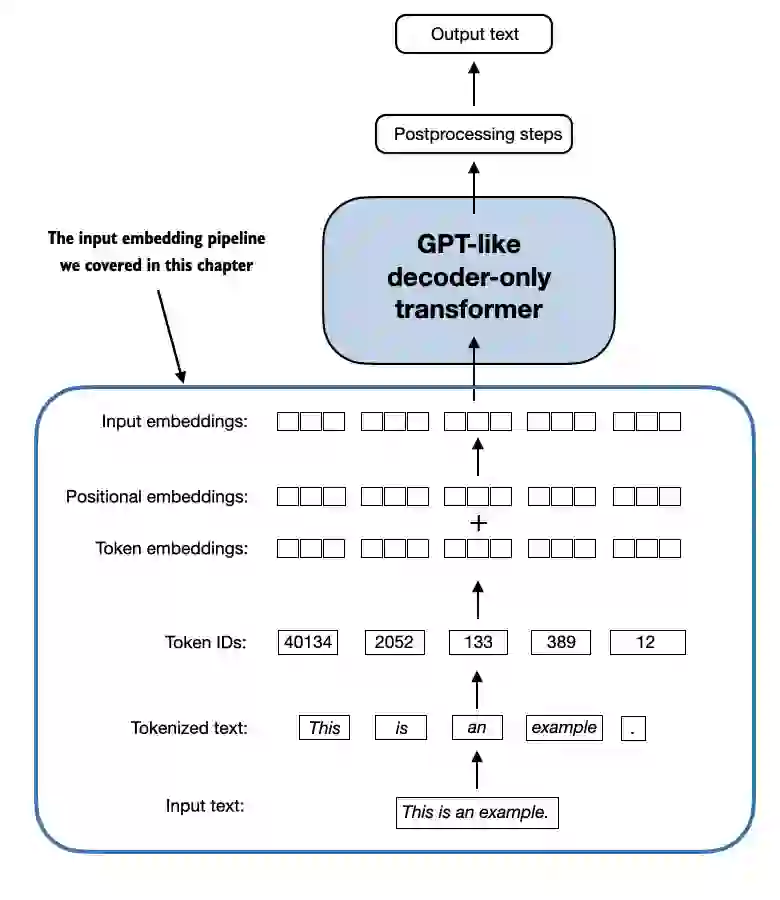 Output text
Postprocessing steps
The input embedding pipeline
we covered in this chapter
GPT-like
decoder-only
transformer
Input embeddings:
Positional embeddings:
+
Token embeddings:
Token IDs: 40134 2052 133 389 12
Tokenized text: This is an example .
Input text: This is an example.